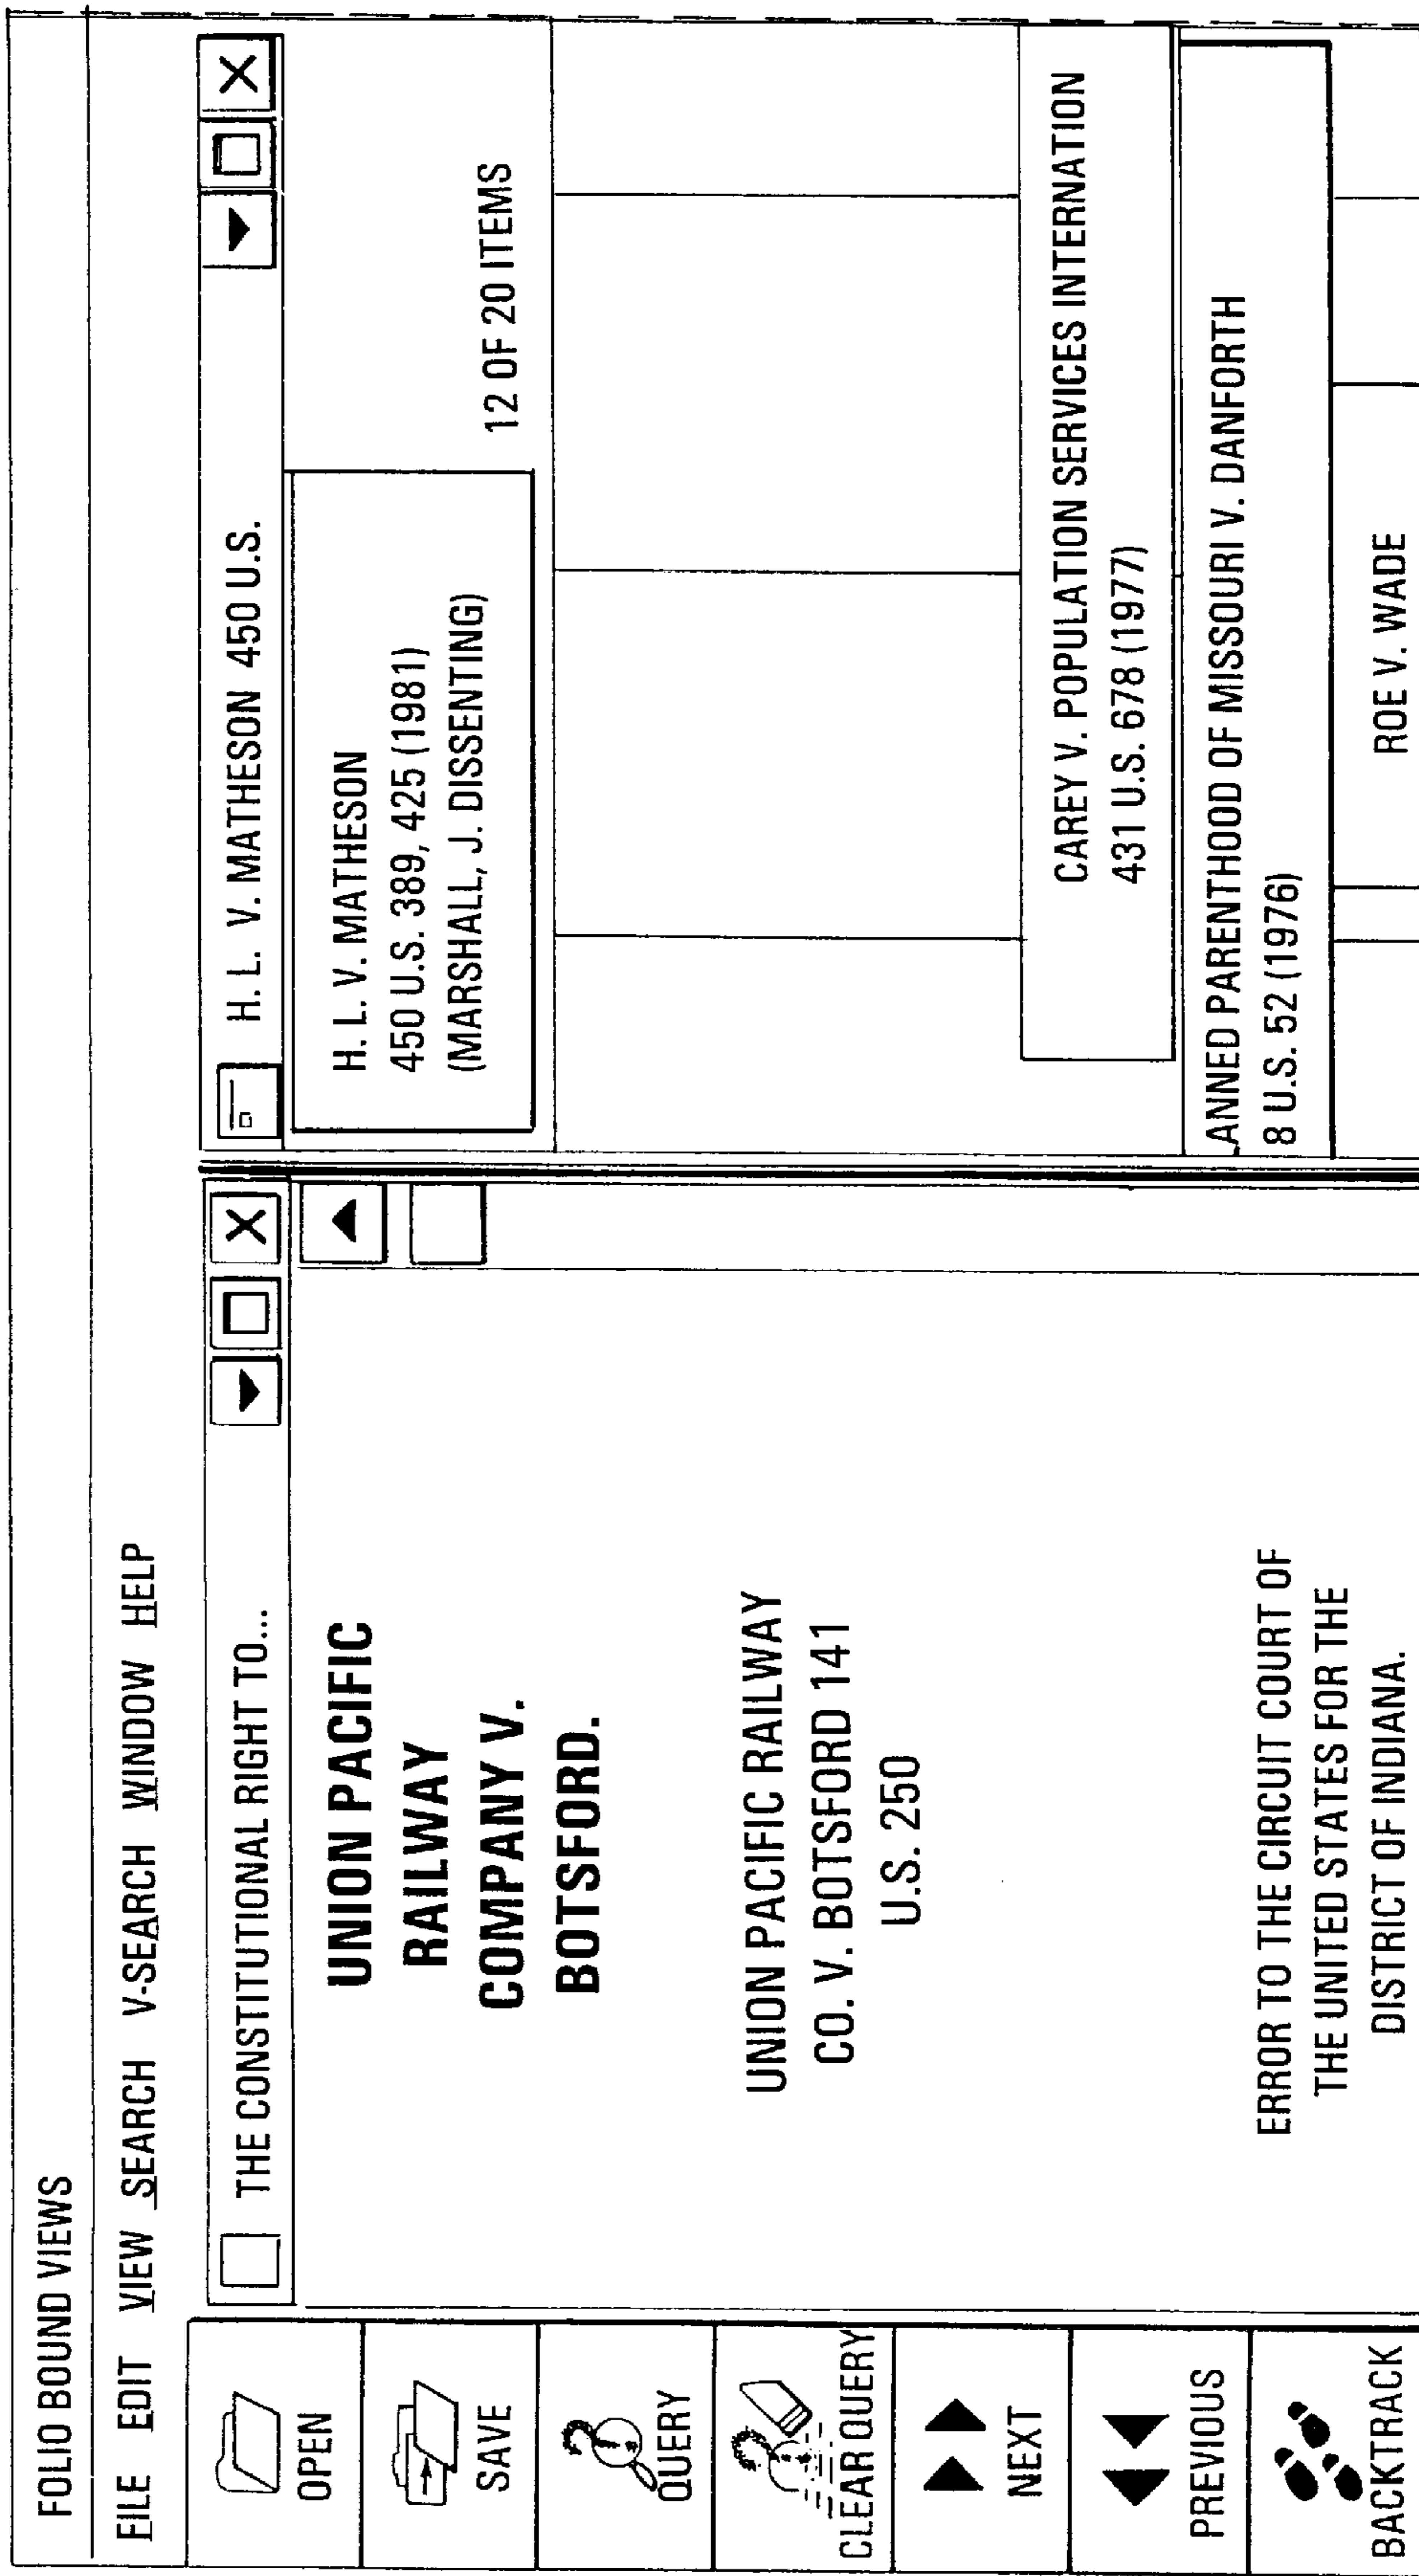 FOLIO BOUND VIEWS
FILE EDIT VIEW SEARCH V-SEARCH WINDOW HELP
OPEN
SAVE
QUERY
CLEAR QUERY
NEXT
PREVIOUS
BACKTRACK
THE CONSTITUTIONAL RIGHT TO...
UNION PACIFIC
RAILWAY
COMPANY V.
BOTSFORD.
UNION PACIFIC RAILWAY
CO. V. BOTSFORD 141
U.S. 250
ERROR TO THE CIRCUIT COURT OF
THE UNITED STATES FOR THE
DISTRICT OF INDIANA.
H. L. V. MATHESON 450 U.S.
H. L. V. MATHESON
450 U.S. 389, 425 (1981)
(MARSHALL, J. DISSENTING)
12 OF 20 ITEMS
CAREY V. POPULATION SERVICES INTERNATION
431 U.S. 678 (1977)
ANNED PARENTHOOD OF MISSOURI V. DANFORTH
8 U.S. 52 (1976)
ROE V. WADE